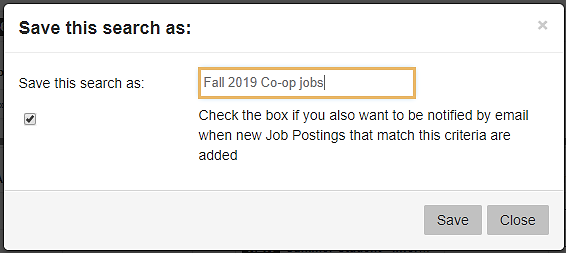 Save this search as:
×
Save this search as:
Fall 2019 Co-op jobs
Check the box if you also want to be notified by email
when new Job Postings that match this criteria are
added
Save
Close